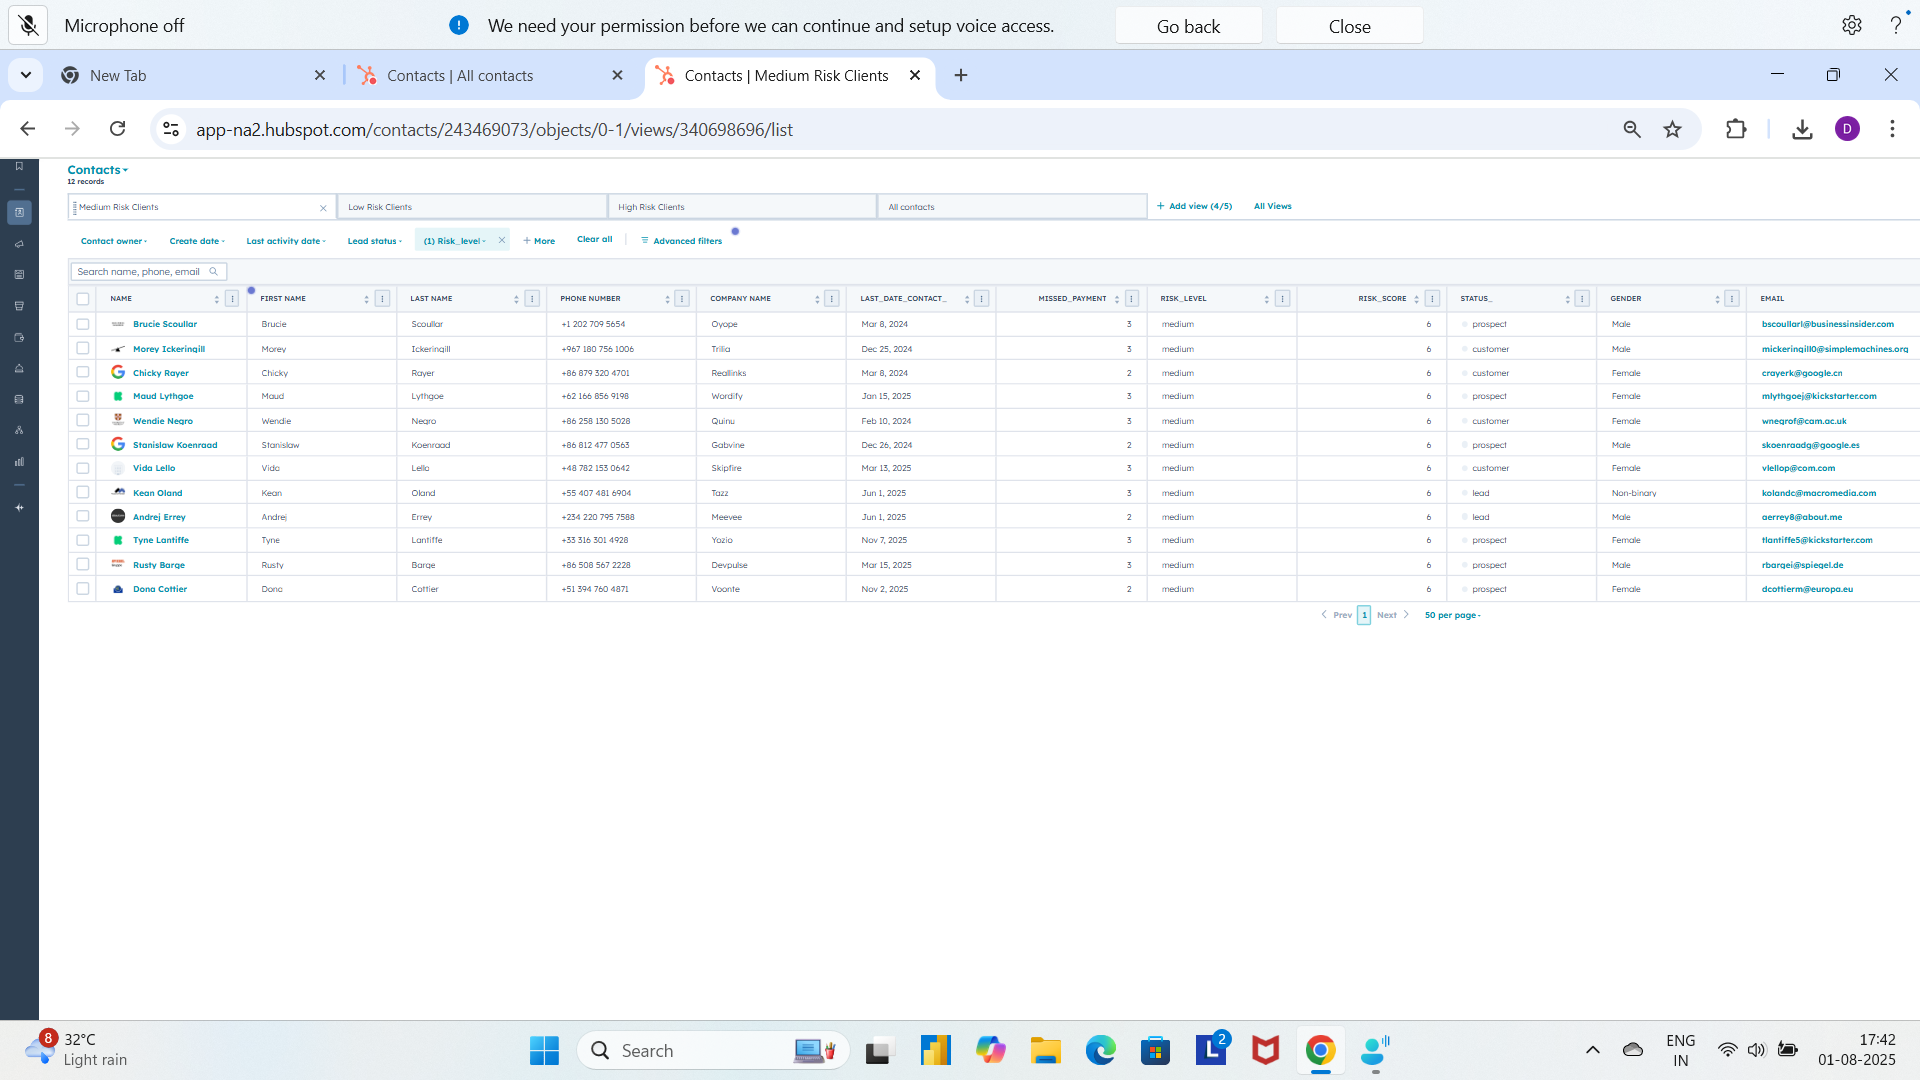 Microphone off
We need your permission before we can continue and setup voice access.
Go back
Close
New Tab
Contacts | All contacts
Contacts | Medium Risk Clients
app-na2.hubspot.com/contacts/243469073/objects/0-1/views/340698696/list
D
Contacts
12 records
Medium Risk Clients
Low Risk Clients
High Risk Clients
All contacts
+ Add view (4/5)
All Views
Contact owner
Create date
Last activity date
Lead status
(1) Risk_level
+ More
Clear all
Advanced filters
Search name, phone, email
NAME FIRST NAME LAST NAME PHONE NUMBER COMPANY NAME LAST_DATE_CONTACT_ MISSED_PAYMENT RISK_LEVEL RISK_SCORE STATUS_ GENDER EMAIL
Brucie Scoullar Brucie Scoullar +1 202 709 5654 Oyope Mar 8, 2024 3 medium 6 prospect Male bscoullarl@businessinsider.com
Morey Ickeringill Morey Ickeringill +967 180 756 1006 Trilia Dec 25, 2024 3 medium 6 customer Male mickeringill0@simplemachines.org
Chicky Rayer Chicky Rayer +86 879 320 4701 Reallinks Mar 8, 2024 2 medium 6 customer Female crayerk@google.cn
Maud Lythgoe Maud Lythgoe +62 166 856 9198 Wordify Jan 15, 2025 3 medium 6 prospect Female mlythgoej@kickstarter.com
Wendie Negro Wendie Negro +86 258 130 5028 Quinu Feb 10, 2024 3 medium 6 customer Female wnegrof@cam.ac.uk
Stanislaw Koenraad Stanislaw Koenraad +86 812 477 0563 Gabvine Dec 26, 2024 2 medium 6 prospect Male skoenraadg@google.es
Vida Lello Vida Lello +48 782 153 0642 Skipfire Mar 13, 2025 3 medium 6 customer Female vlellop@com.com
Kean Oland Kean Oland +55 407 481 6904 Tazz Jun 1, 2025 3 medium 6 lead Non-binary kolandc@macromedia.com
Andrej Errey Andrej Errey +234 220 795 7588 Meevee Jun 1, 2025 2 medium 6 lead Male aerrey8@about.me
Tyne Lantiffe Tyne Lantiffe +33 316 301 4928 Yozio Nov 7, 2025 3 medium 6 prospect Female tlantiffe5@kickstarter.com
Rusty Barge Rusty Barge +86 508 567 2228 Devpulse Mar 15, 2025 3 medium 6 prospect Male rbargei@spiegel.de
Dona Cottier Dona Cottier +51 394 760 4871 Voonte Nov 2, 2025 2 medium 6 prospect Female dcottierm@europa.eu
Prev 1 Next 50 per page
8
32°C
Light rain
Search
2
ENG
IN
17:42
01-08-2025